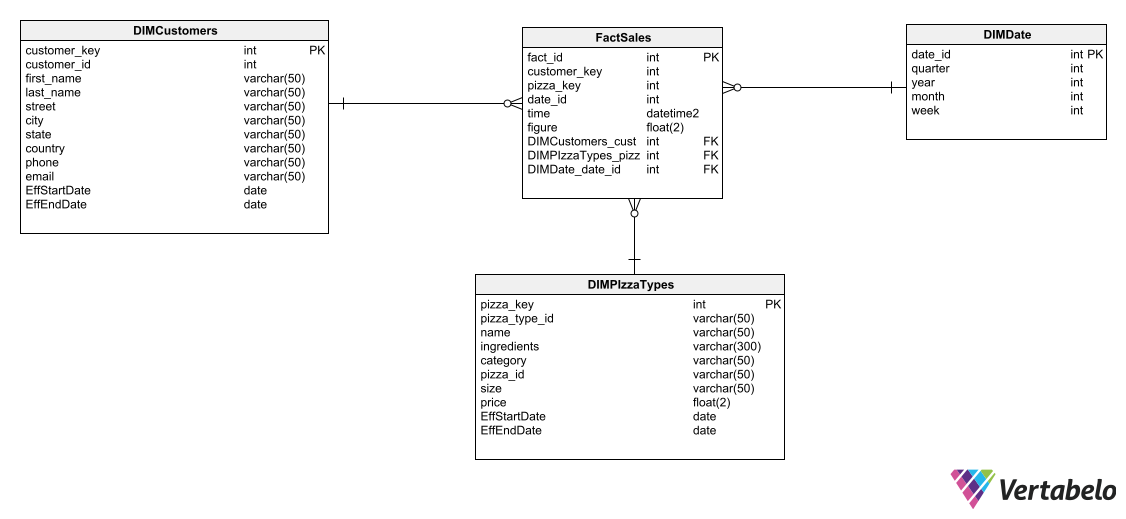 DIMCustomers
customer_key int PK
customer_id int
first_name varchar(50)
last_name varchar(50)
street varchar(50)
city varchar(50)
state varchar(50)
country varchar(50)
phone varchar(50)
email varchar(50)
EffStartDate date
EffEndDate date
FactSales
fact_id int PK
customer_key int
pizza_key int
date_id int
time datetime2
figure float(2)
DIMCustomers_cust int FK
DIMPIzzaTypes_pizz int FK
DIMDate_date_id int FK
DIMDate
date_id int PK
quarter int
year int
month int
week int
DIMPIzzaTypes
pizza_key int PK
pizza_type_id varchar(50)
name varchar(50)
ingredients varchar(300)
category varchar(50)
pizza_id varchar(50)
size varchar(50)
price float(2)
EffStartDate date
EffEndDate date
Vertabelo